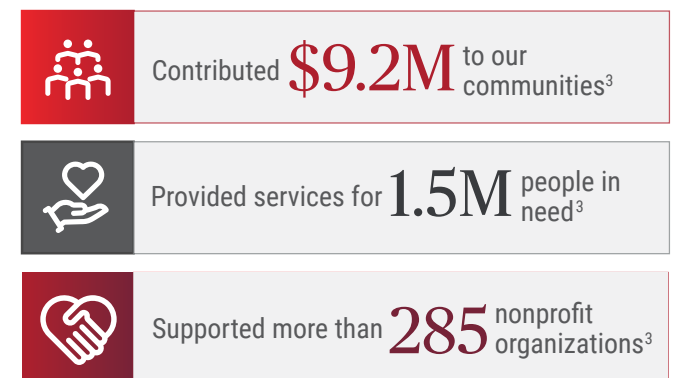 Contributed $9.2M to our communities³
Provided services for 1.5M people in need³
Supported more than 285 nonprofit organizations³